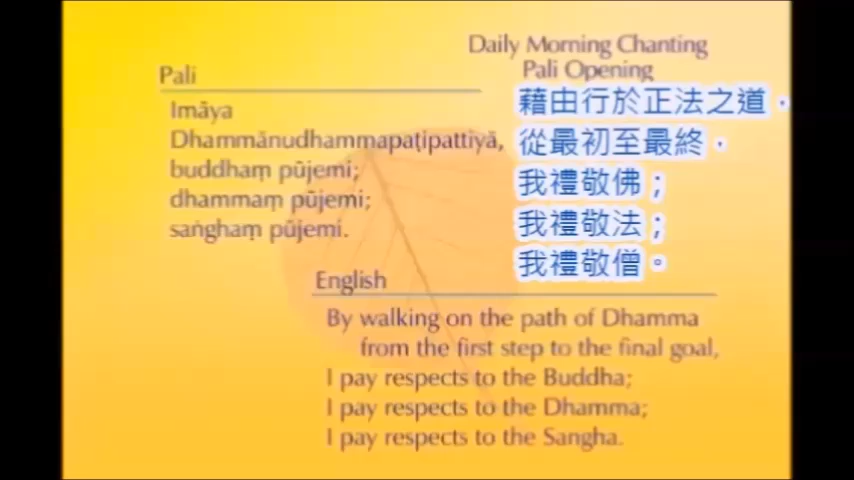 Daily Morning Chanting
Pali Opening
Pali
Imāya
Dhammānudhammapaṭipattiyā,
buddhaṃ pūjemi;
dhammaṃ pūjemi;
saṅghaṃ pūjemi.
藉由行於正法之道，
從最初至最終，
我禮敬佛；
我禮敬法；
我禮敬僧。
English
By walking on the path of Dhamma
from the first step to the final goal,
I pay respects to the Buddha;
I pay respects to the Dhamma;
I pay respects to the Sangha.